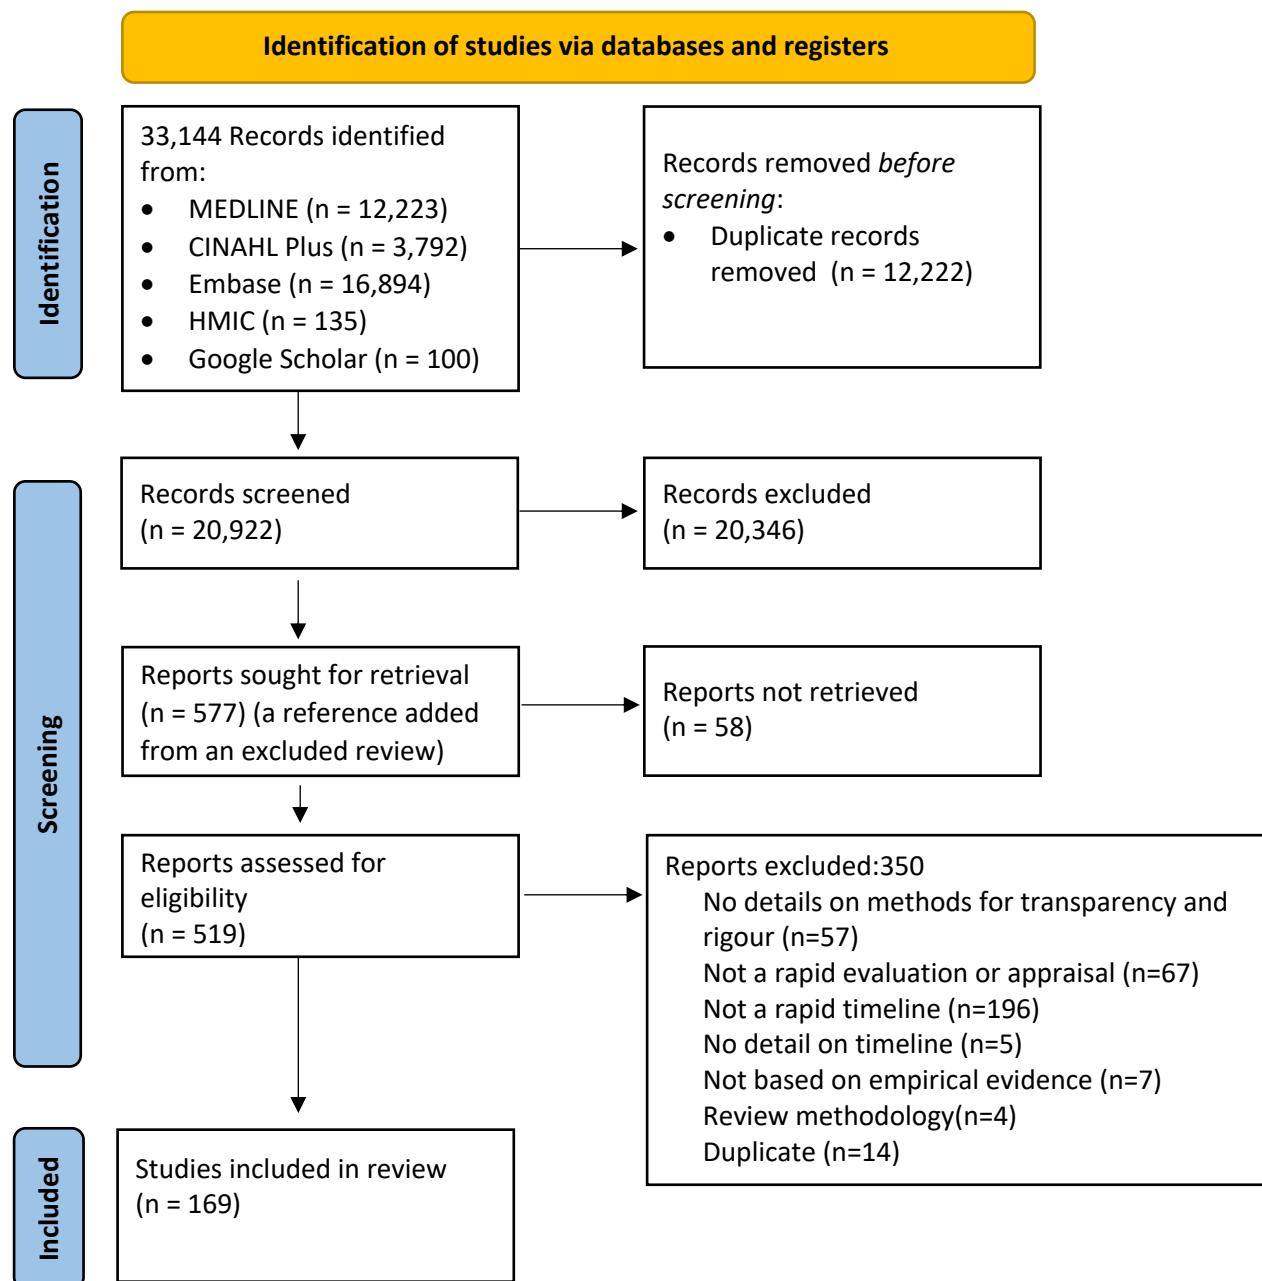 Identification of studies via databases and registers
Identification
33,144 Records identified
from:
• MEDLINE (n = 12,223)
• CINAHL Plus (n = 3,792)
• Embase (n = 16,894)
• HMIC (n = 135)
• Google Scholar (n = 100)
Records removed before
screening:
• Duplicate records
removed  (n = 12,222)
Screening
Records screened
(n = 20,922)
Records excluded
(n = 20,346)
Reports sought for retrieval
(n = 577) (a reference added
from an excluded review)
Reports not retrieved
(n = 58)
Reports assessed for
eligibility
(n = 519)
Reports excluded:350
No details on methods for transparency and
rigour (n=57)
Not a rapid evaluation or appraisal (n=67)
Not a rapid timeline (n=196)
No detail on timeline (n=5)
Not based on empirical evidence (n=7)
Review methodology(n=4)
Duplicate (n=14)
Included
Studies included in review
(n = 169)